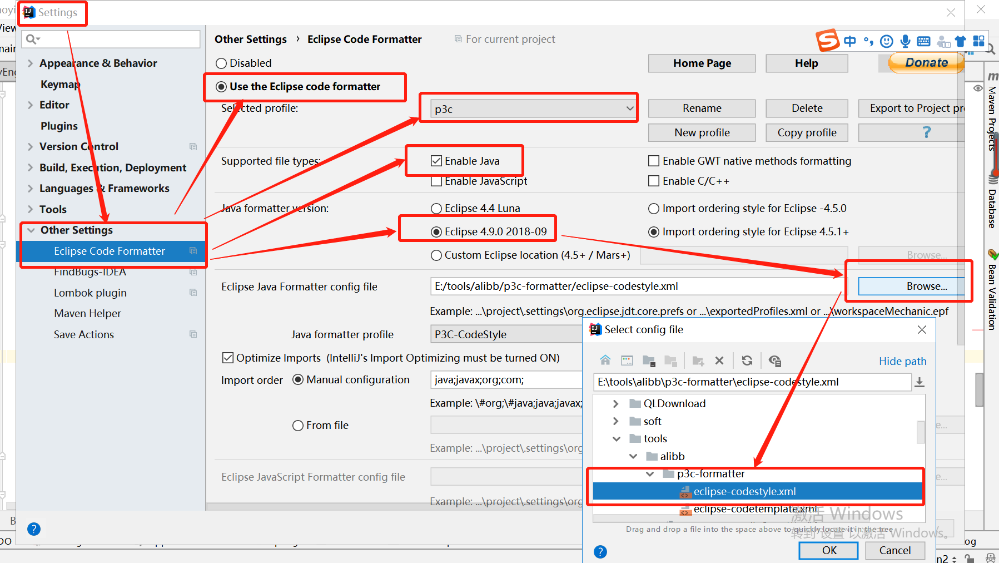 Settings
Other Settings › Eclipse Code Formatter
For current project
中
Appearance & Behavior
Keymap
Editor
Plugins
Version Control
Build, Execution, Deployment
Languages & Frameworks
Tools
Other Settings
Eclipse Code Formatter
FindBugs-IDEA
Lombok plugin
Maven Helper
Save Actions
Disabled
Home Page
Help
Donate
Use the Eclipse code formatter
Selected profile:
p3c
Rename
Delete
Export to Project pr
New profile
Copy profile
?
Supported file types:
Enable Java
Enable GWT native methods formatting
Enable JavaScript
Enable C/C++
Java formatter version:
Eclipse 4.4 Luna
Import ordering style for Eclipse -4.5.0
Eclipse 4.9.0 2018-09
Import ordering style for Eclipse 4.5.1+
Custom Eclipse location (4.5+ / Mars+)
Browse...
Eclipse Java Formatter config file
E:/tools/alibb/p3c-formatter/eclipse-codestyle.xml
Browse...
Example: ...\project\.settings\org.eclipse.jdt.core.prefs or ...\exportedProfiles.xml or ...\workspaceMechanic.epf
Java formatter profile
P3C-CodeStyle
Optimize Imports (IntelliJ's Import Optimizing must be turned ON)
Import order
Manual configuration
java;javax;org;com;
Example: \#org;\#java;java;javax;
From file
Example: ...\project\.settings\org
Eclipse JavaScript Formatter config file
Example: ...\project\.settings\org
Select config file
Hide path
E:\tools\alibb\p3c-formatter\eclipse-codestyle.xml
QLDownload
soft
tools
alibb
p3c-formatter
eclipse-codestyle.xml
eclipse-codetemplate.xml
Drag and drop a file into the space above to quickly locate it in the tree
OK
Cancel
激活 Windows
转到"设置"以激活 Windows。
Maven Projects
Database
Bean Validation
View